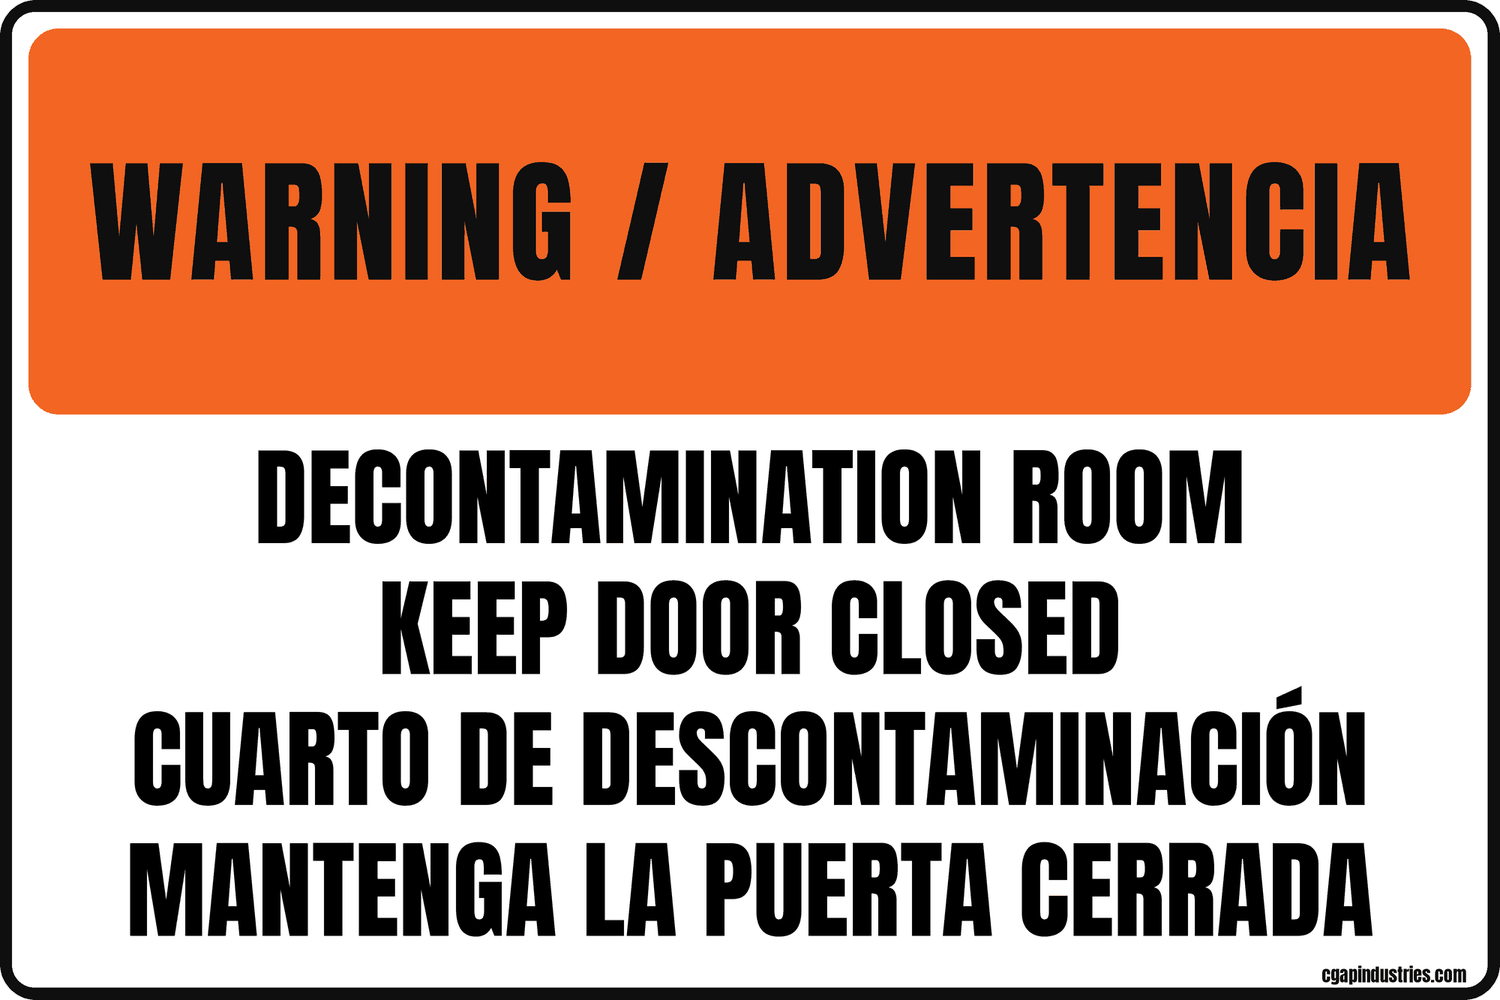 WARNING / ADVERTENCIA
DECONTAMINATION ROOM
KEEP DOOR CLOSED
CUARTO DE DESCONTAMINACIÓN
MANTENGA LA PUERTA CERRADA
cgapindustries.com